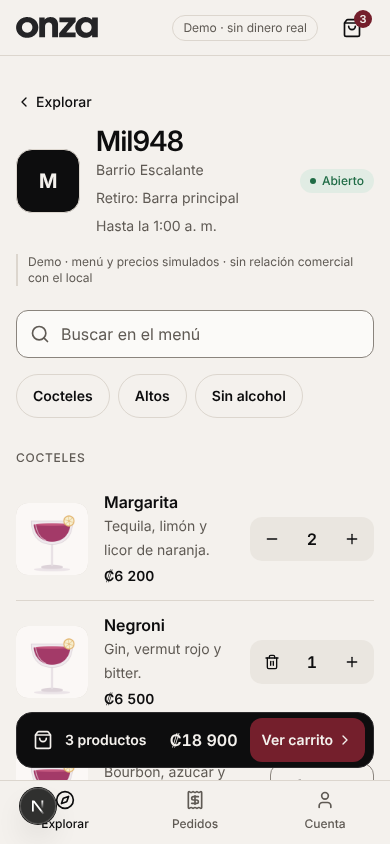 onza
Demo · sin dinero real
3
Explorar
M
Mil948
Barrio Escalante
Retiro: Barra principal
Hasta la 1:00 a. m.
Abierto
Demo · menú y precios simulados · sin relación comercial
con el local
Buscar en el menú
Cocteles
Altos
Sin alcohol
COCTELES
Margarita
Tequila, limón y
licor de naranja.
₡6 200
2
Negroni
Gin, vermut rojo y
bitter.
₡6 500
1
3 productos
₡18 900
Ver carrito
Bourbon, azúcar y
N
Explorar
Pedidos
Cuenta